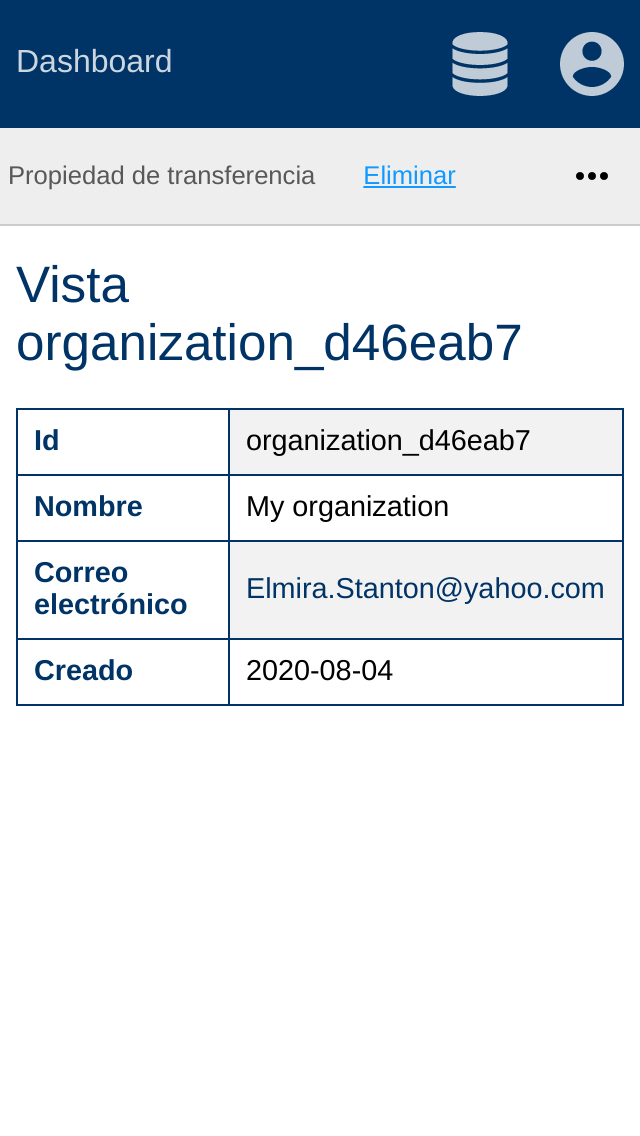 Dashboard
Propiedad de transferencia Eliminar
Vista
organization_d46eab7
Id organization_d46eab7
Nombre My organization
Correo
electrónico Elmira.Stanton@yahoo.com
Creado 2020-08-04